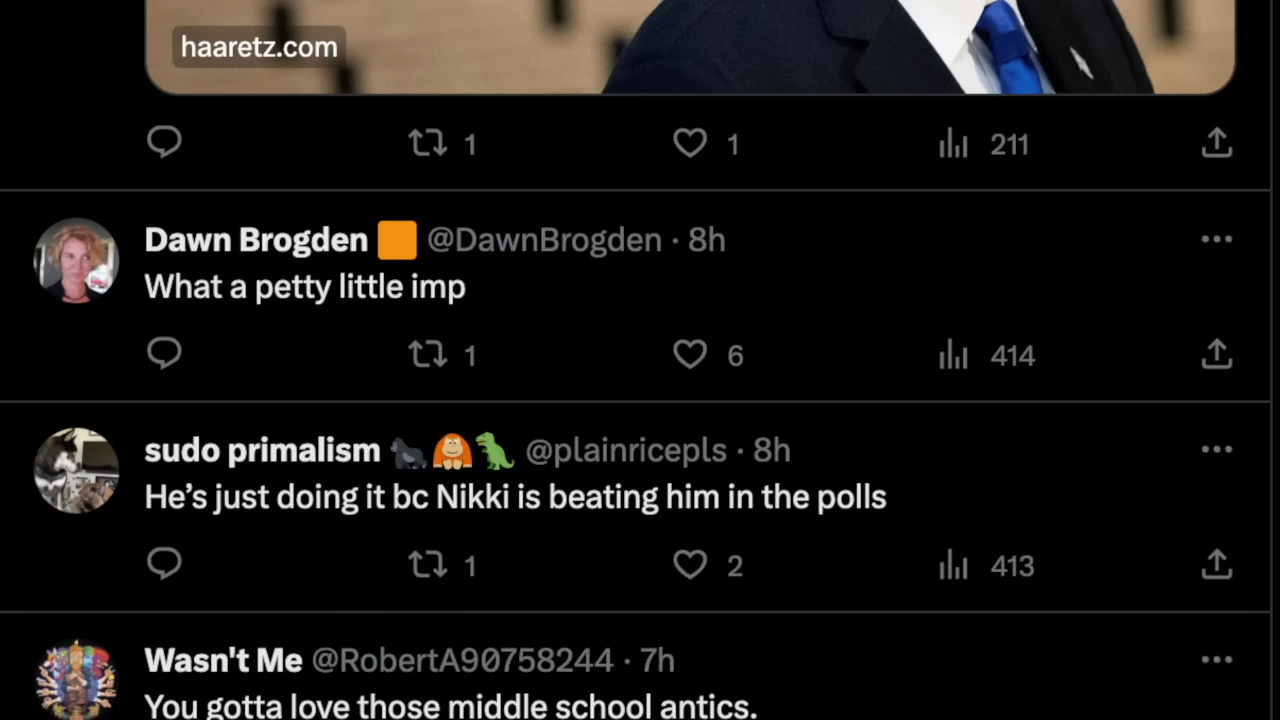 haaretz.com
1 1 211
Dawn Brogden 🟧 @DawnBrogden · 8h
What a petty little imp
1 6 414
sudo primalism 🦍🦧🦖 @plainricepls · 8h
He’s just doing it bc Nikki is beating him in the polls
1 2 413
Wasn't Me @RobertA90758244 · 7h
You gotta love those middle school antics.